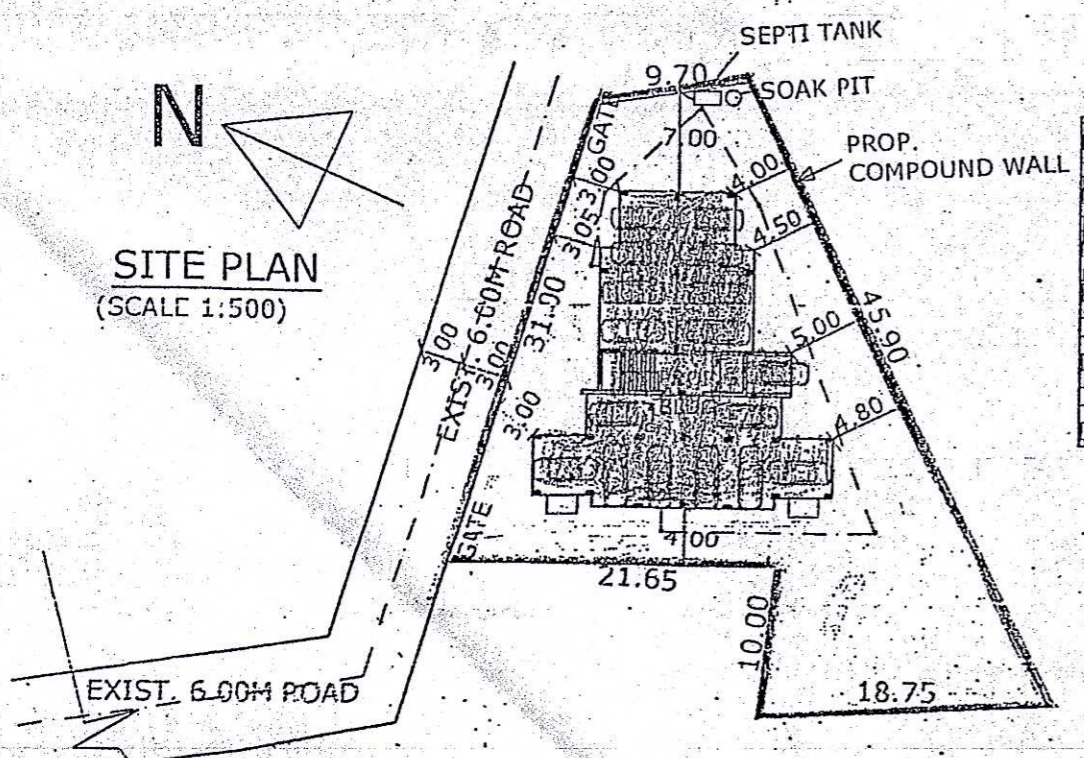 SEPTI TANK
9.70
SOAK PIT
N
GATE
7.00
PROP.
COMPOUND WALL
3.00
4.00
3.05
4.50
SITE PLAN
(SCALE 1:500)
EXIST. 6.00M ROAD
31.00
45.90
3.00
3.00
5.00
3.00
4.80
GATE
4.00
21.65
10.00
EXIST. 6.00M ROAD
18.75